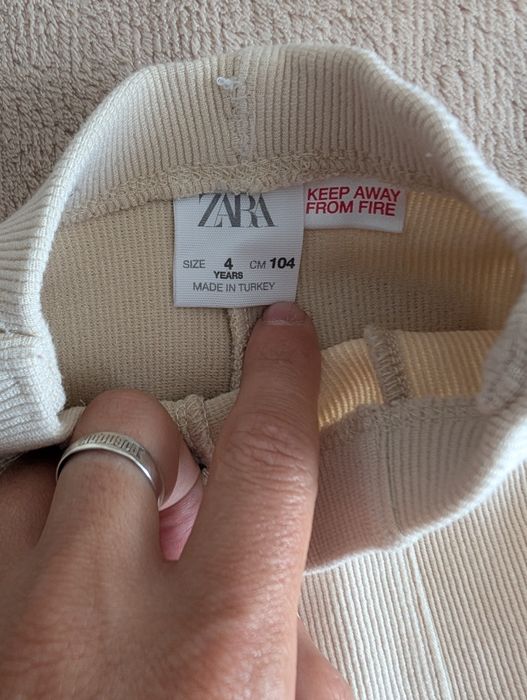 ZARA
SIZE 4 CM 104
YEARS
MADE IN TURKEY
KEEP AWAY
FROM FIRE